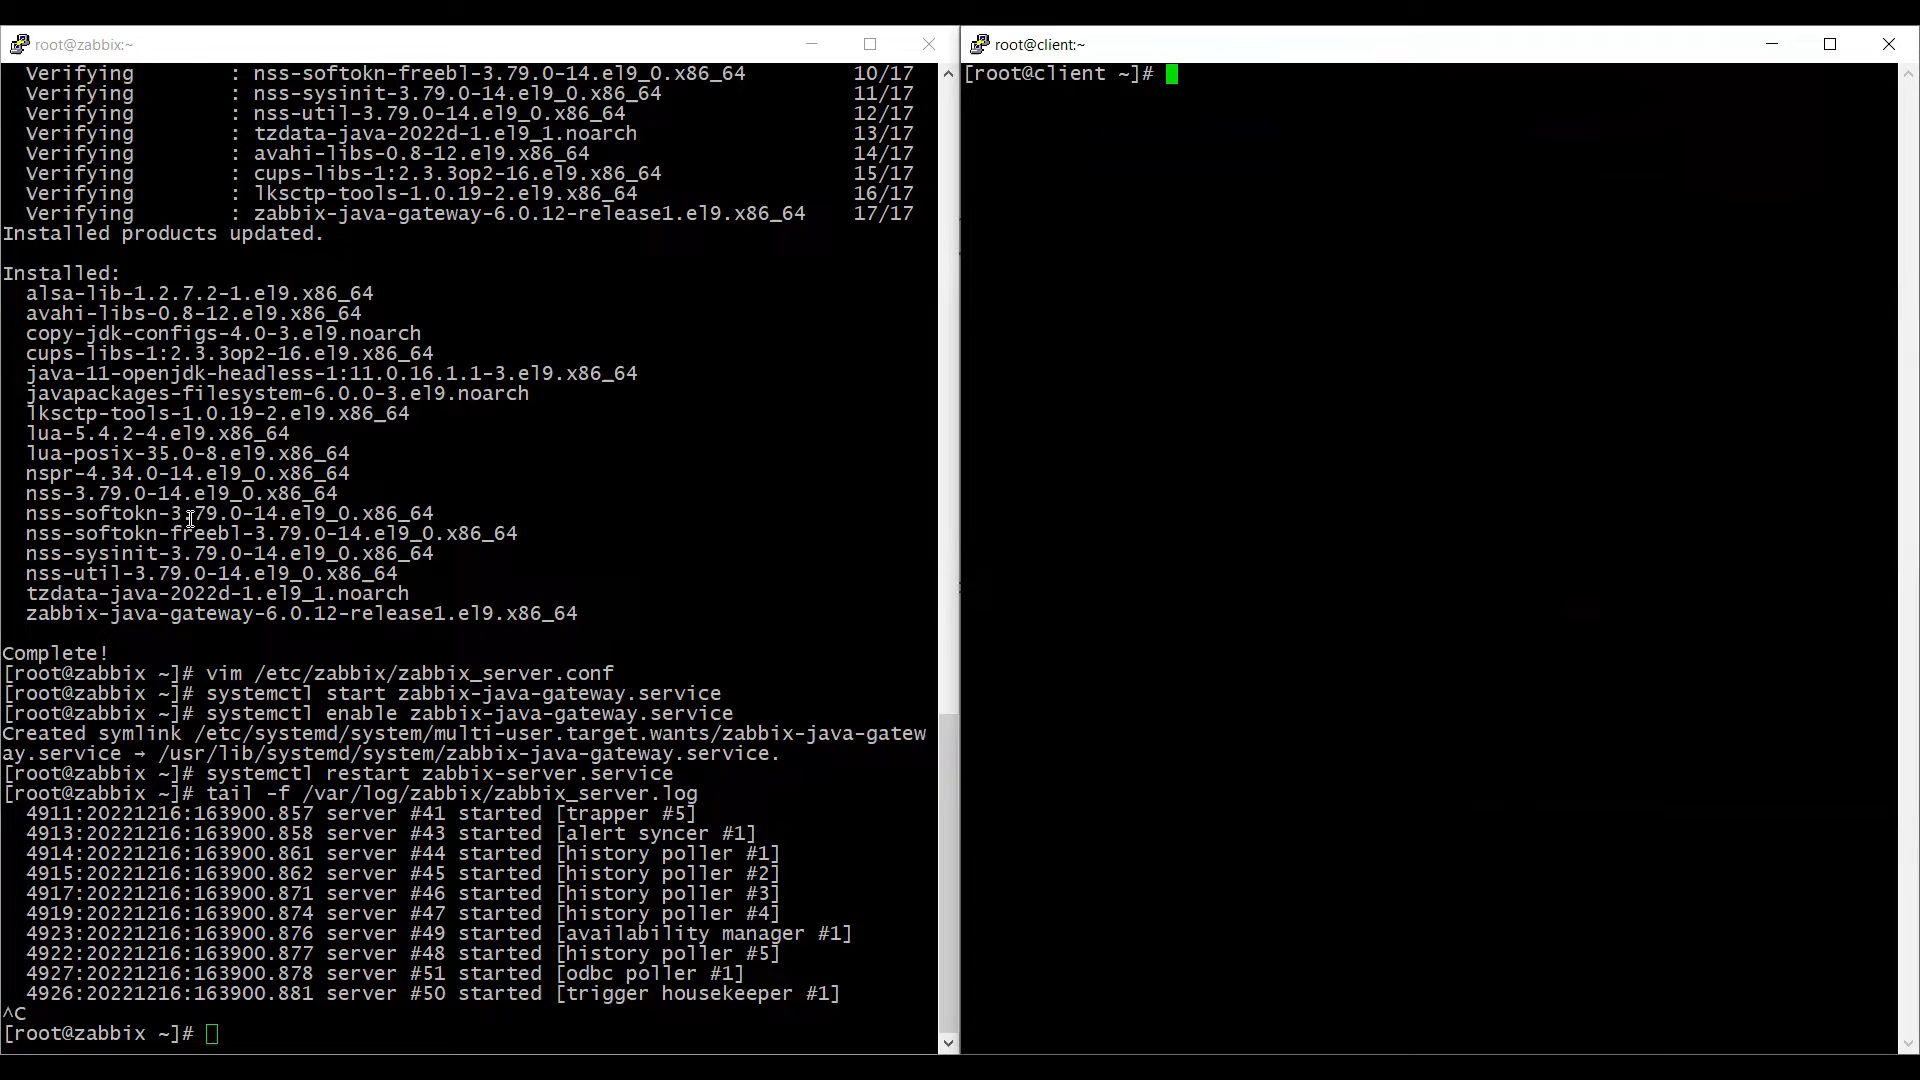 root@zabbix:~
Verifying : nss-softokn-freebl-3.79.0-14.el9_0.x86_64 10/17
Verifying : nss-sysinit-3.79.0-14.el9_0.x86_64 11/17
Verifying : nss-util-3.79.0-14.el9_0.x86_64 12/17
Verifying : tzdata-java-2022d-1.el9_1.noarch 13/17
Verifying : avahi-libs-0.8-12.el9.x86_64 14/17
Verifying : cups-libs-1:2.3.3op2-16.el9.x86_64 15/17
Verifying : lksctp-tools-1.0.19-2.el9.x86_64 16/17
Verifying : zabbix-java-gateway-6.0.12-release1.el9.x86_64 17/17
Installed products updated.
Installed:
alsa-lib-1.2.7.2-1.el9.x86_64
avahi-libs-0.8-12.el9.x86_64
copy-jdk-configs-4.0-3.el9.noarch
cups-libs-1:2.3.3op2-16.el9.x86_64
java-11-openjdk-headless-1:11.0.16.1.1-3.el9.x86_64
javapackages-filesystem-6.0.0-3.el9.noarch
lksctp-tools-1.0.19-2.el9.x86_64
lua-5.4.2-4.el9.x86_64
lua-posix-35.0-8.el9.x86_64
nspr-4.34.0-14.el9_0.x86_64
nss-3.79.0-14.el9_0.x86_64
nss-softokn-3.79.0-14.el9_0.x86_64
nss-softokn-freebl-3.79.0-14.el9_0.x86_64
nss-sysinit-3.79.0-14.el9_0.x86_64
nss-util-3.79.0-14.el9_0.x86_64
tzdata-java-2022d-1.el9_1.noarch
zabbix-java-gateway-6.0.12-release1.el9.x86_64
Complete!
[root@zabbix ~]# vim /etc/zabbix/zabbix_server.conf
[root@zabbix ~]# systemctl start zabbix-java-gateway.service
[root@zabbix ~]# systemctl enable zabbix-java-gateway.service
Created symlink /etc/systemd/system/multi-user.target.wants/zabbix-java-gatew
ay.service → /usr/lib/systemd/system/zabbix-java-gateway.service.
[root@zabbix ~]# systemctl restart zabbix-server.service
[root@zabbix ~]# tail -f /var/log/zabbix/zabbix_server.log
4911:20221216:163900.857 server #41 started [trapper #5]
4913:20221216:163900.858 server #43 started [alert syncer #1]
4914:20221216:163900.861 server #44 started [history poller #1]
4915:20221216:163900.862 server #45 started [history poller #2]
4917:20221216:163900.871 server #46 started [history poller #3]
4919:20221216:163900.874 server #47 started [history poller #4]
4923:20221216:163900.876 server #49 started [availability manager #1]
4922:20221216:163900.877 server #48 started [history poller #5]
4927:20221216:163900.878 server #51 started [odbc poller #1]
4926:20221216:163900.881 server #50 started [trigger housekeeper #1]
^C
[root@zabbix ~]#
root@client:~
[root@client ~]#